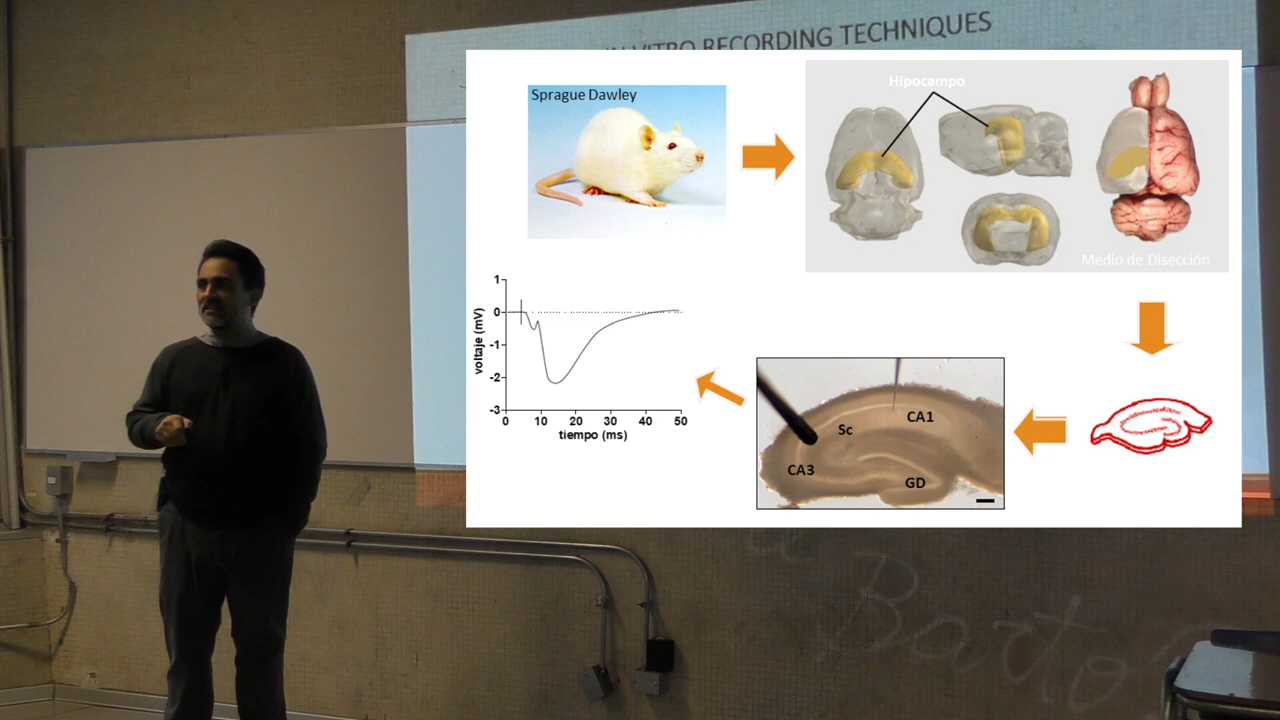 IN VITRO RECORDING TECHNIQUES
Sprague Dawley
Hipocampo
Medio de Disección
1
0
-1
-2
-3
voltaje (mV)
0 10 20 30 40 50
tiempo (ms)
Sc
CA1
CA3
GD
Barto